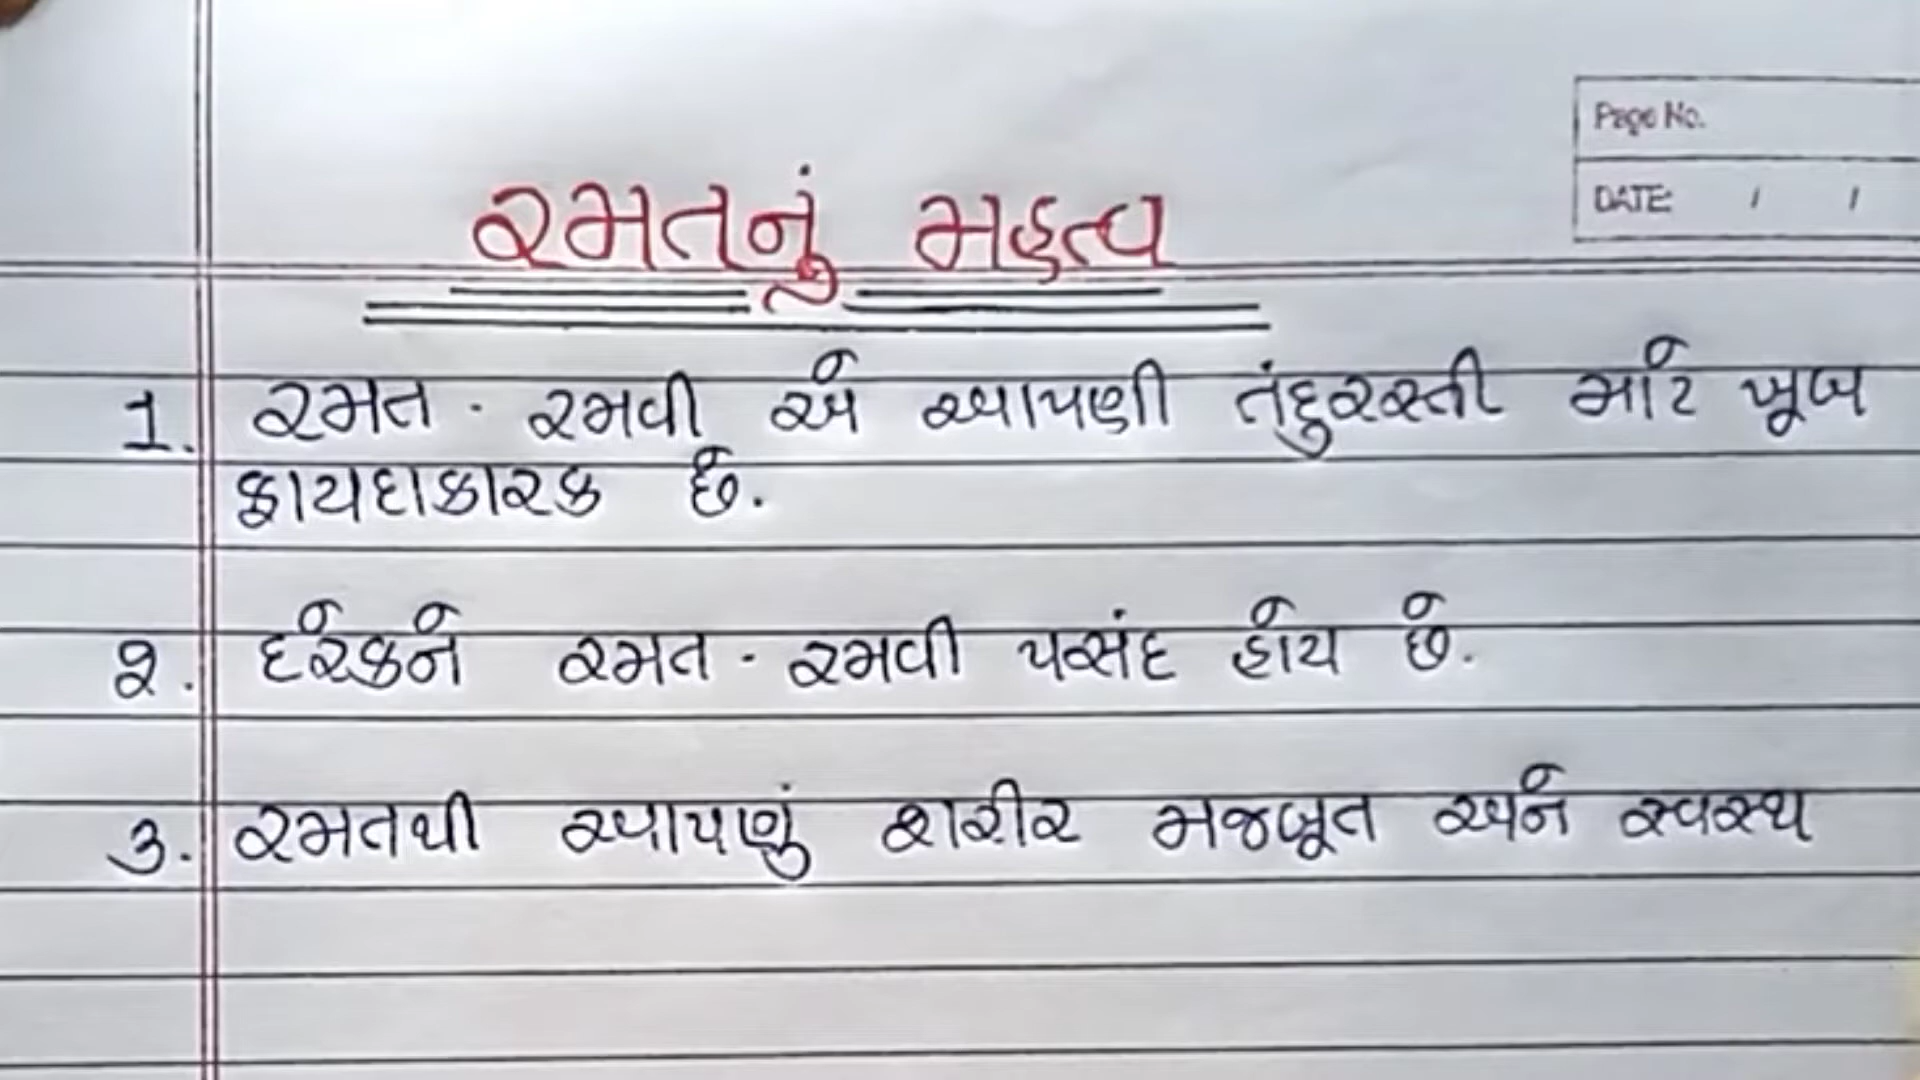 Page No.
DATE: / /
રમતનું મહત્વ
1. રમત - રમવી એ આપણી તંદુરસ્તી માટે ખૂબ
ફાયદાકારક છે.
૨. દરેકને રમત - રમવી પસંદ હોય છે.
૩. રમતથી આપણું શરીર મજબૂત અને સ્વસ્થ